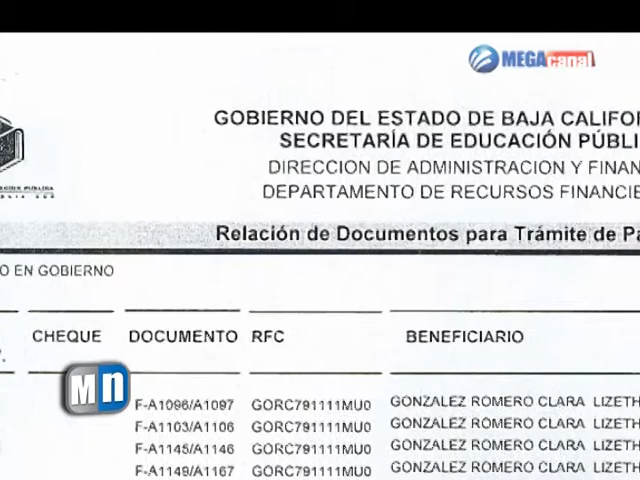 MEGAcanal
GOBIERNO DEL ESTADO DE BAJA CALIFOR
SECRETARÍA DE EDUCACIÓN PÚBLI
DIRECCION DE ADMINISTRACION Y FINAN
DEPARTAMENTO DE RECURSOS FINANCIE
Relación de Documentos para Trámite de Pa
O EN GOBIERNO
CHEQUE DOCUMENTO RFC BENEFICIARIO
Mn
F-A1096/A1097 GORC791111MU0 GONZALEZ ROMERO CLARA LIZETH
F-A1103/A1106 GORC791111MU0 GONZALEZ ROMERO CLARA LIZETH
F-A1145/A1146 GORC791111MU0 GONZALEZ ROMERO CLARA LIZETH
F-A1149/A1167 GORC791111MU0 GONZALEZ ROMERO CLARA LIZETH